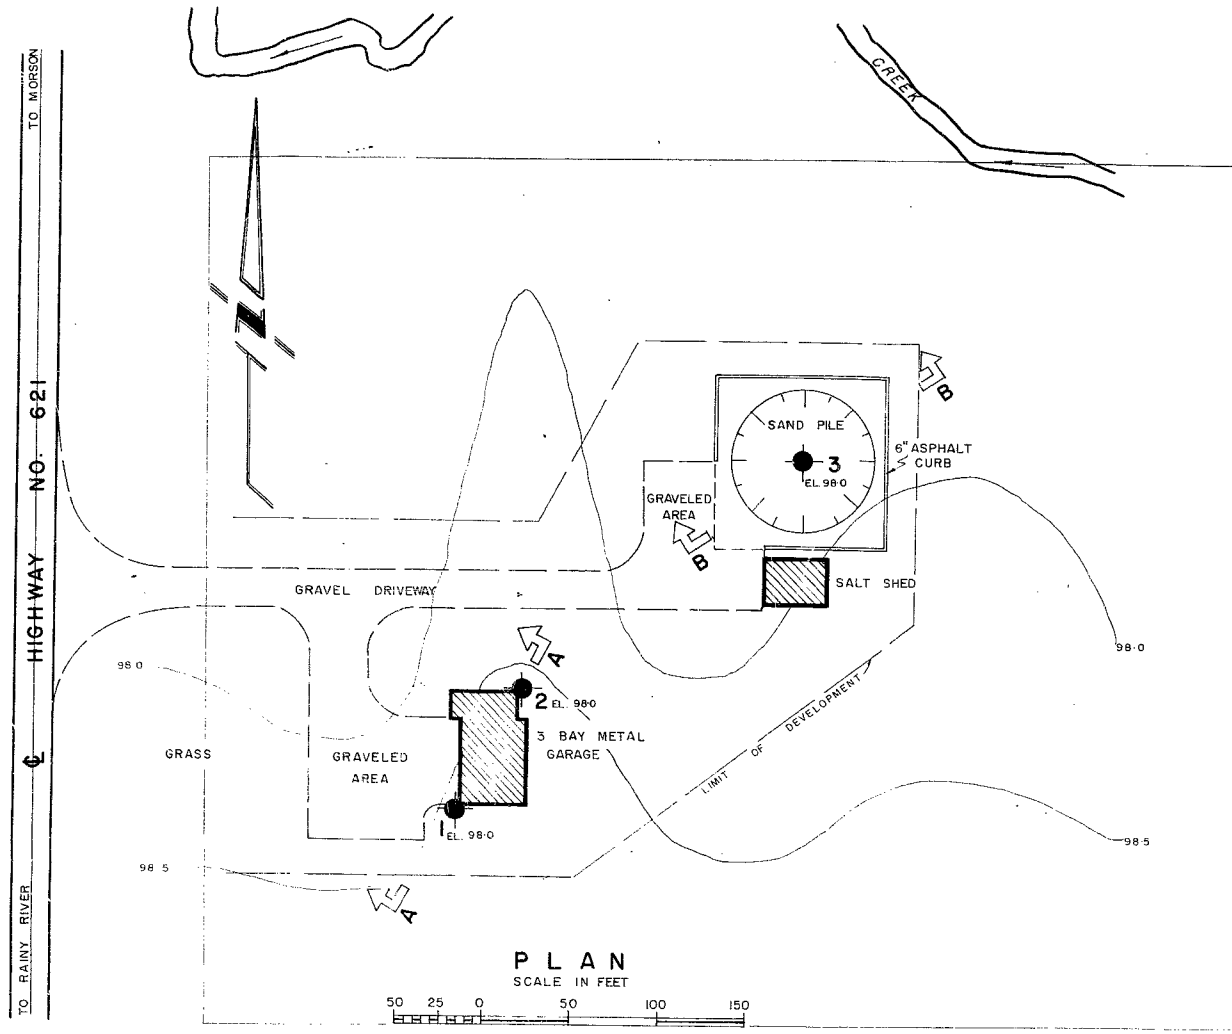 TO MORSON
HIGHWAY NO. 621
℄
TO RAINY RIVER
CREEK
N
B
SAND PILE
3
EL. 98.0
6" ASPHALT
CURB
GRAVELED
AREA
B
SALT SHED
GRAVEL DRIVEWAY
A
98.0
98.0
2 EL. 98.0
3 BAY METAL
GARAGE
GRASS
GRAVELED
AREA
LIMIT OF DEVELOPMENT
1 EL. 98.0
98.5
98.5
A
PLAN
SCALE IN FEET
50 25 0 50 100 150